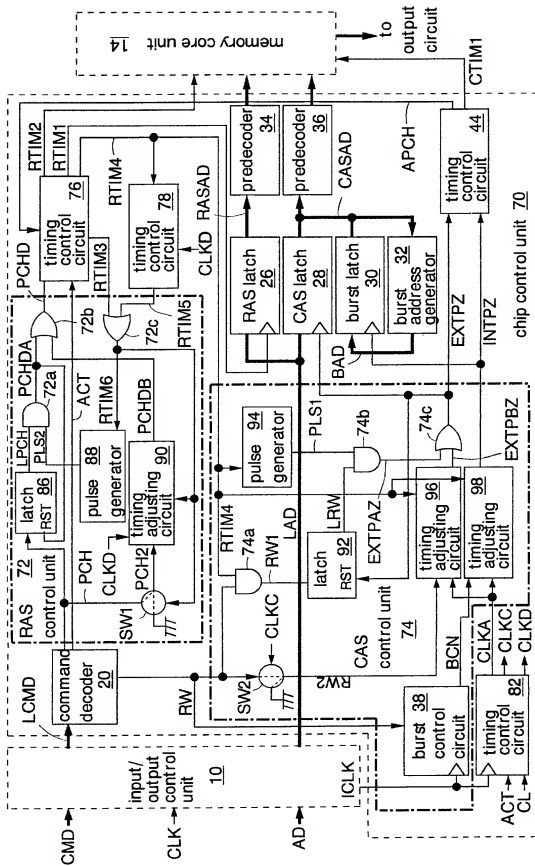 CMD
CLK
AD
input/
output
control
unit
10
LCMD
command
decoder
20
RW
ICLK
ACT
CL
RAS
control unit
72
latch
RST 86
LPCH
PLS2
72a
PCHDA
PCHD
72b
72c
PCH
CLKD
PCH2
SW1
pulse
generator
88
timing
adjusting
circuit
90
RTIM6
PCHDB
ACT
RTIM5
timing
control
circuit
76
RTIM2
RTIM1
RTIM3
RTIM4
timing
control
circuit
78
CLKD
RASAD
memory core
unit
14
to
output
circuit
RAS latch
26
predecoder
34
CAS latch
28
predecoder
36
CASAD
burst latch
30
burst address
generator
32
BAD
APCH
CTIM1
timing
control
circuit
44
EXTPZ
INTPZ
chip control unit 70
RTIM4
pulse
generator
94
PLS1
LAD
74a
RW1
latch
RST 92
LRW
74b
EXTPAZ
74c
EXTPBZ
timing
adjusting
circuit
96
timing
adjusting
circuit
98
SW2
CLKC
RW2
CAS
control unit
74
BCN
burst
control
circuit
38
CLKA
CLKC
CLKD
timing
control
circuit
82